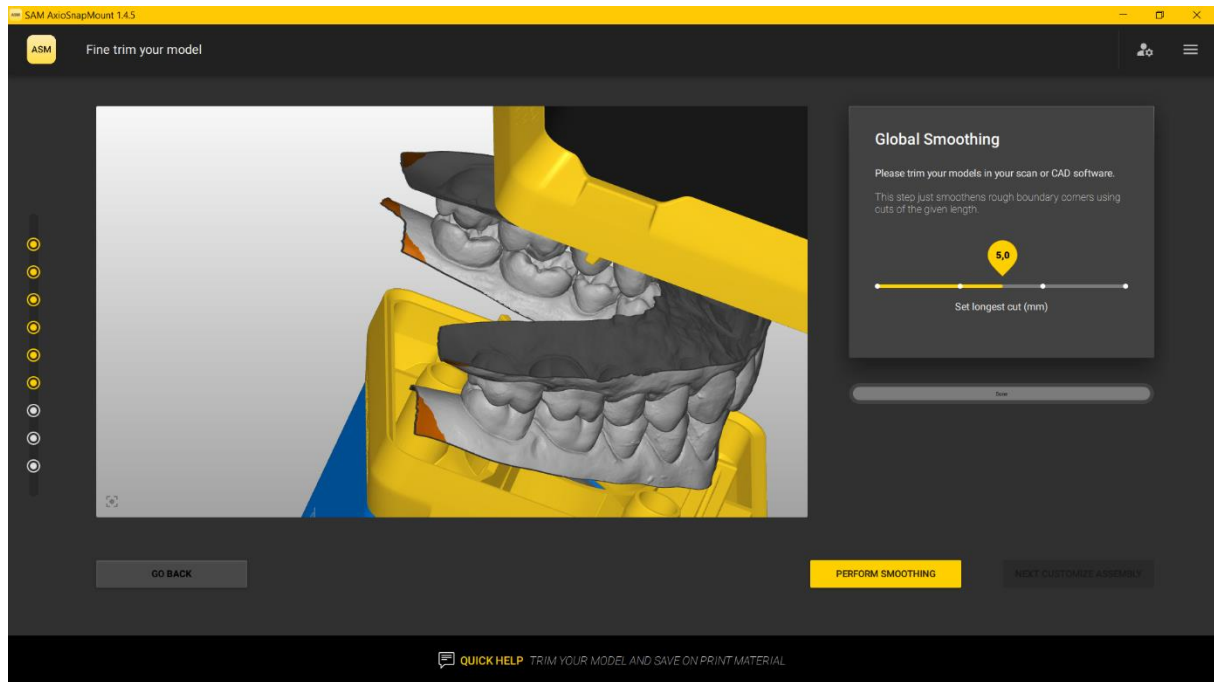 SAM AxioSnapMount 1.4.5
ASM
Fine trim your model
Global Smoothing
Please trim your models in your scan or CAD software.
This step just smoothens rough boundary corners using
cuts of the given length.
5,0
Set longest cut (mm)
GO BACK
PERFORM SMOOTHING
NEXT: CUSTOMIZE ASSEMBLY
QUICK HELP TRIM YOUR MODEL AND SAVE ON PRINT MATERIAL